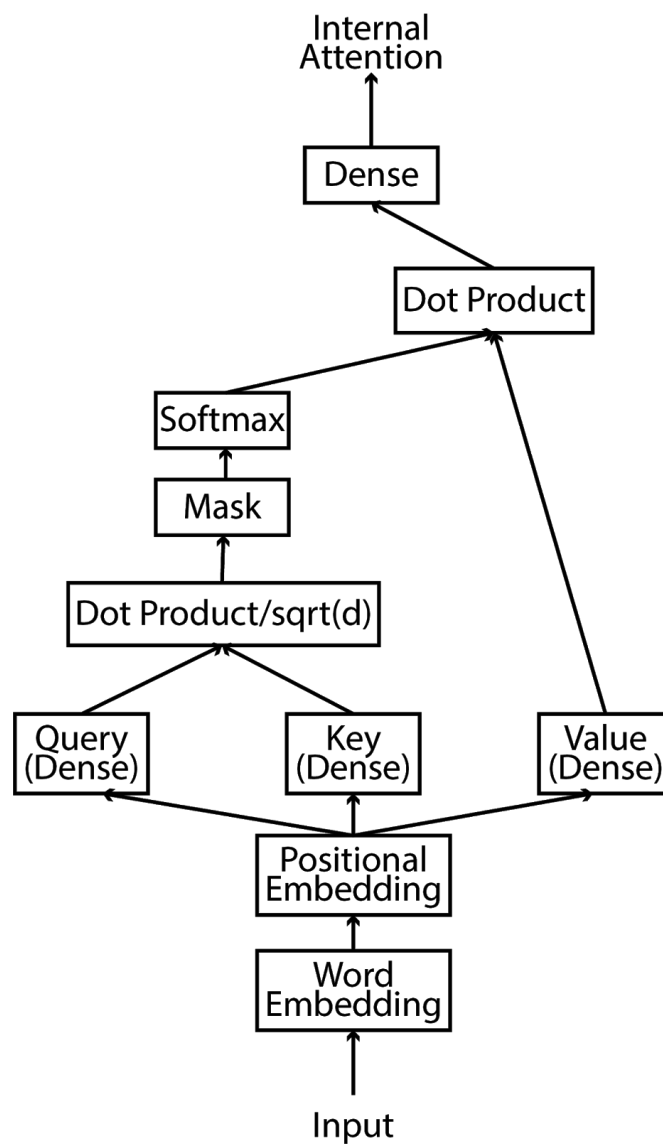 Internal
Attention
Dense
Dot Product
Softmax
Mask
Dot Product/sqrt(d)
Query
(Dense)
Key
(Dense)
Value
(Dense)
Positional
Embedding
Word
Embedding
Input